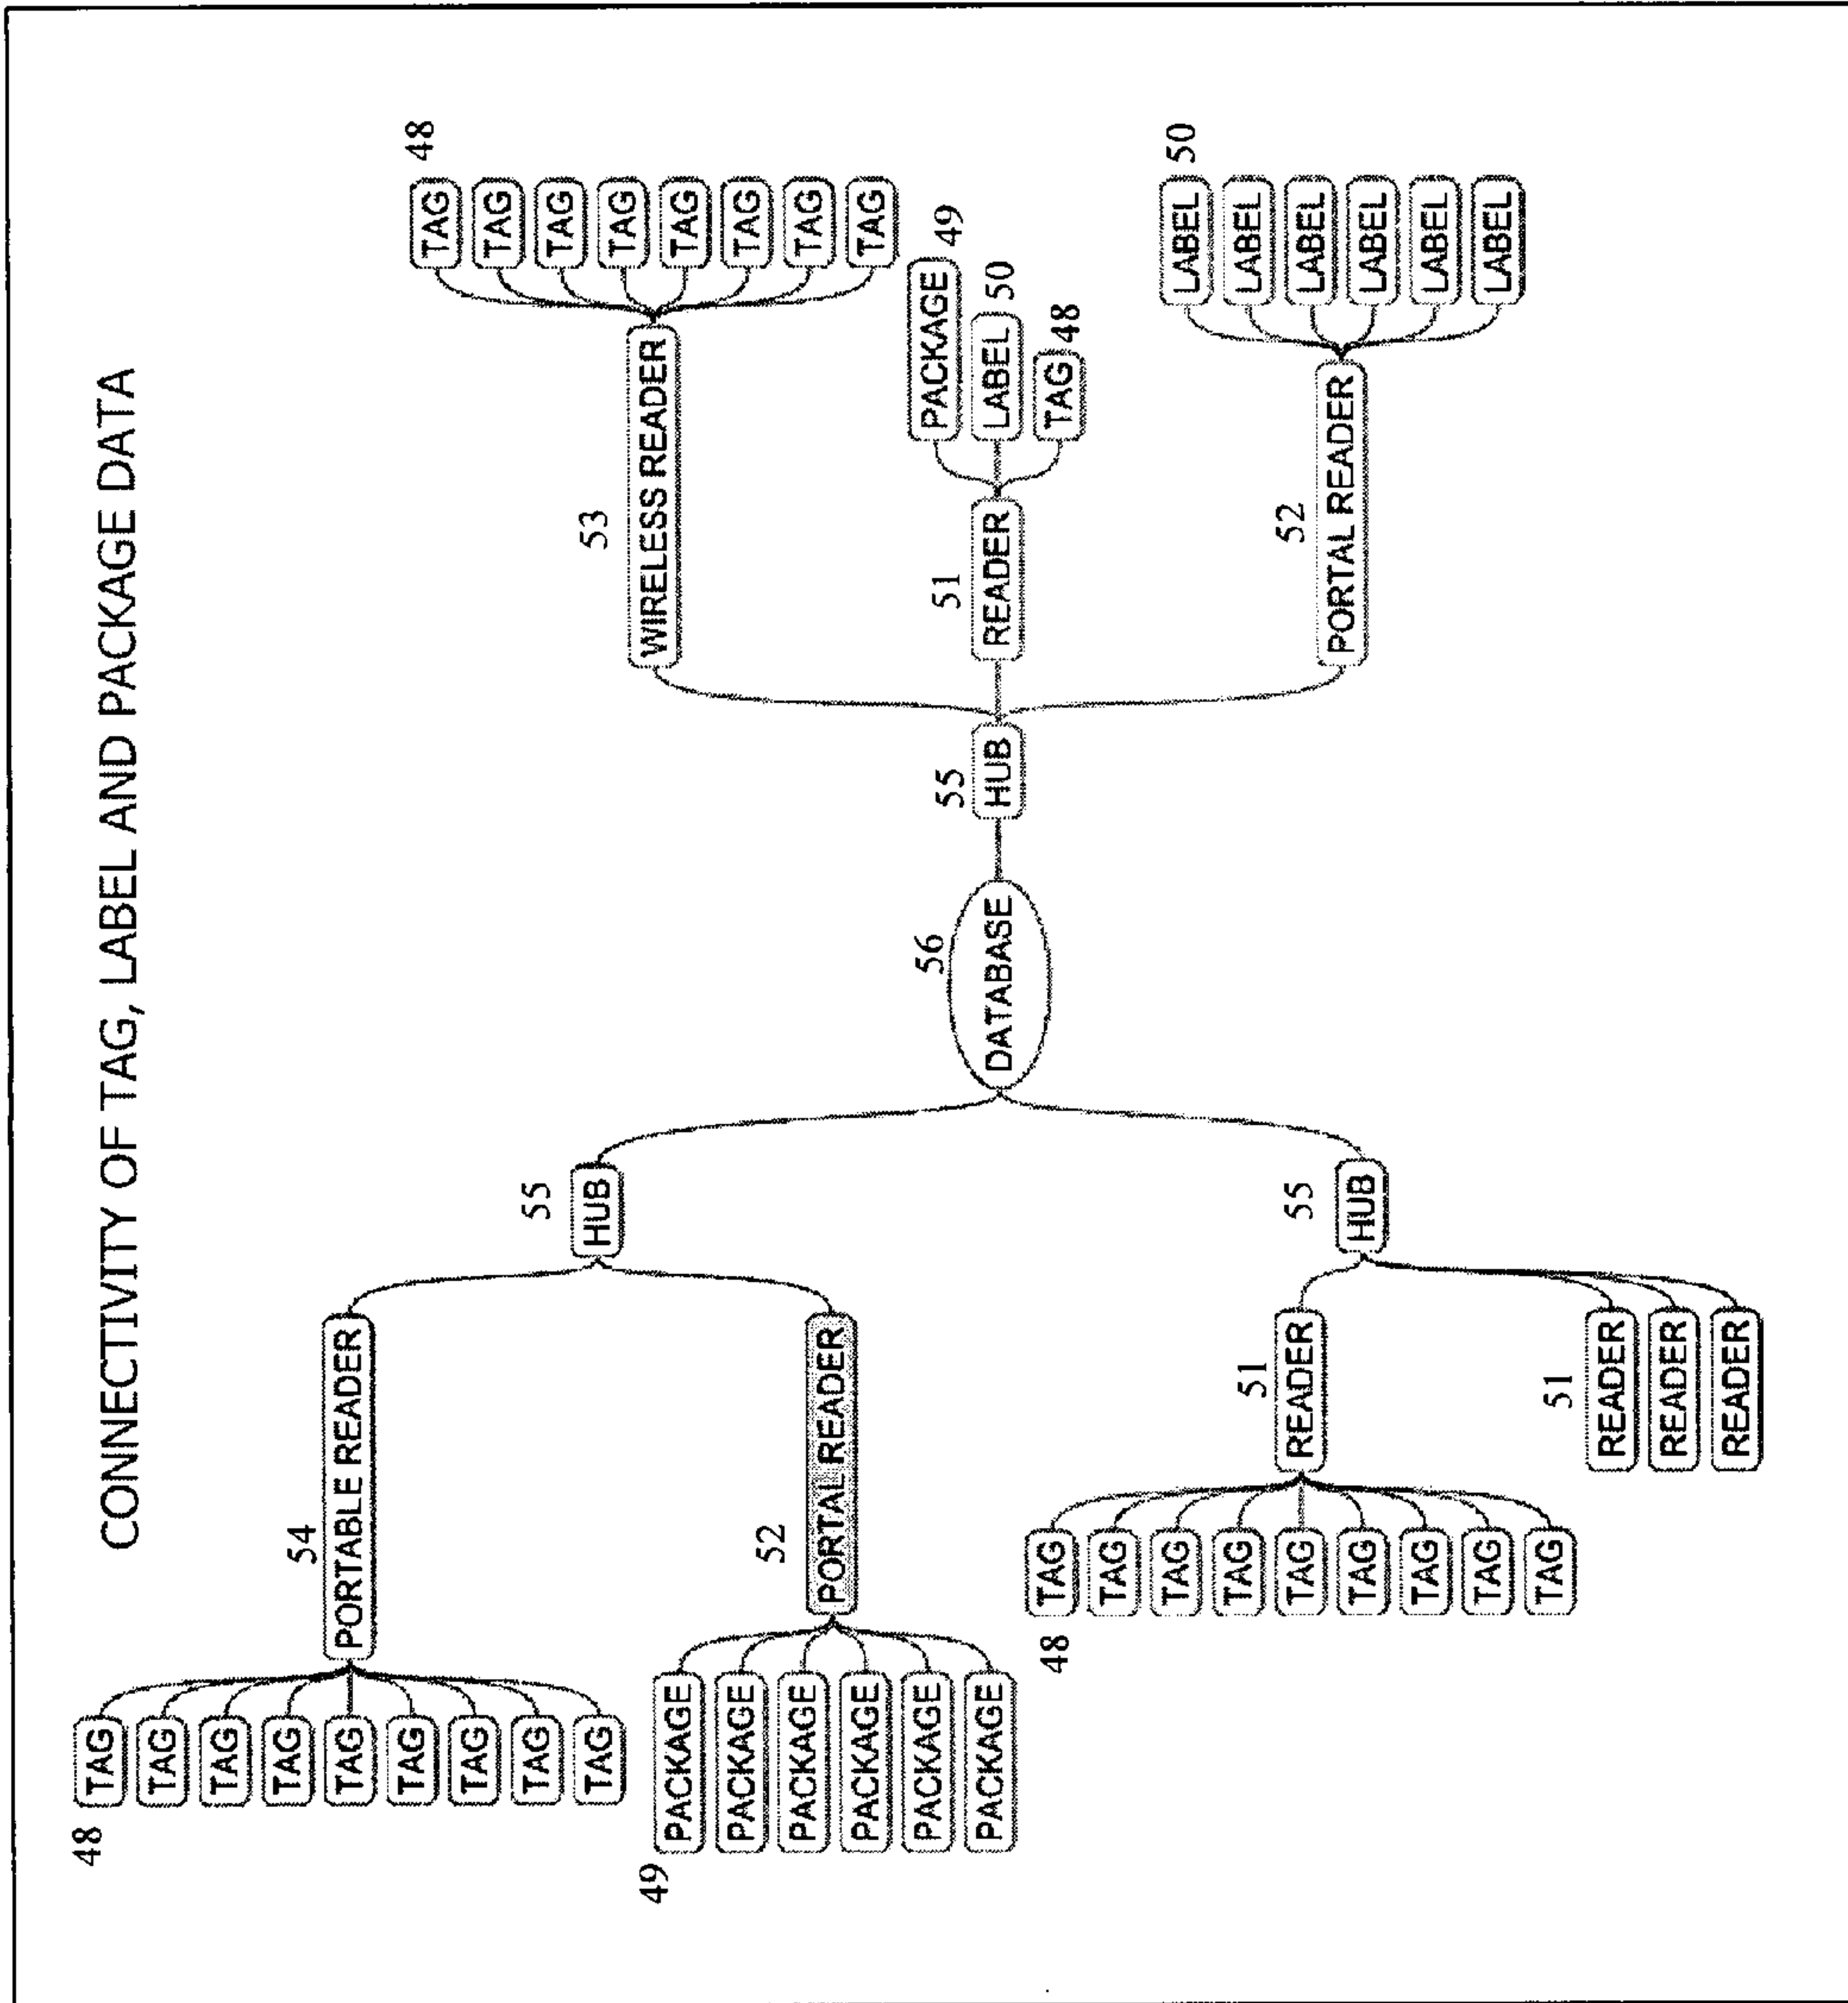 CONNECTIVITY OF TAG, LABEL AND PACKAGE DATA
48
TAG
TAG
TAG
TAG
TAG
TAG
TAG
TAG
TAG
54
PORTABLE READER
49
PACKAGE
PACKAGE
PACKAGE
PACKAGE
PACKAGE
PACKAGE
52
PORTAL READER
55
HUB
48
TAG
TAG
TAG
TAG
TAG
TAG
TAG
TAG
TAG
51
READER
51
READER
READER
READER
55
HUB
56
DATABASE
55
HUB
53
WIRELESS READER
48
TAG
TAG
TAG
TAG
TAG
TAG
TAG
TAG
51
READER
PACKAGE 49
LABEL 50
TAG 48
52
PORTAL READER
50
LABEL
LABEL
LABEL
LABEL
LABEL
LABEL